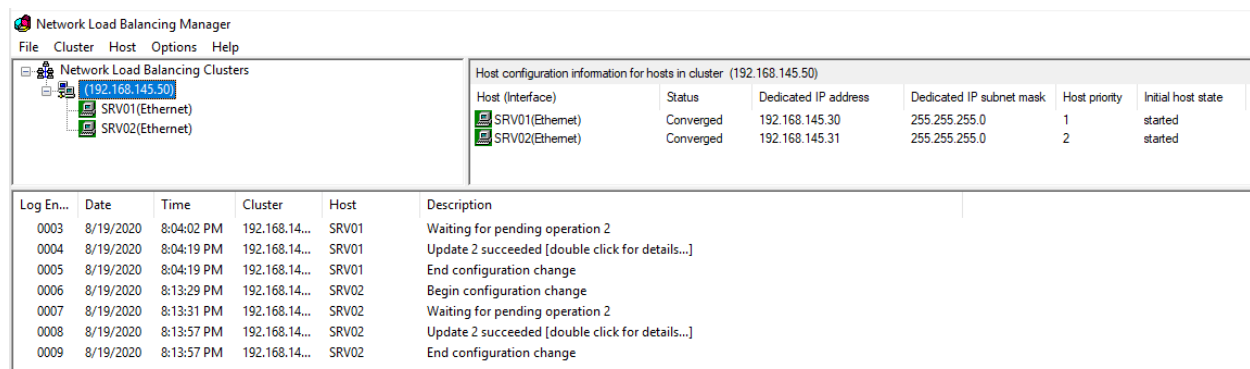 Network Load Balancing Manager
File Cluster Host Options Help
Network Load Balancing Clusters
(192.168.145.50)
SRV01(Ethernet)
SRV02(Ethernet)
Host configuration information for hosts in cluster (192.168.145.50)
Host (Interface) Status Dedicated IP address Dedicated IP subnet mask Host priority Initial host state
SRV01(Ethernet) Converged 192.168.145.30 255.255.255.0 1 started
SRV02(Ethernet) Converged 192.168.145.31 255.255.255.0 2 started
Log En... Date Time Cluster Host Description
0003 8/19/2020 8:04:02 PM 192.168.14... SRV01 Waiting for pending operation 2
0004 8/19/2020 8:04:19 PM 192.168.14... SRV01 Update 2 succeeded [double click for details...]
0005 8/19/2020 8:04:19 PM 192.168.14... SRV01 End configuration change
0006 8/19/2020 8:13:29 PM 192.168.14... SRV02 Begin configuration change
0007 8/19/2020 8:13:31 PM 192.168.14... SRV02 Waiting for pending operation 2
0008 8/19/2020 8:13:57 PM 192.168.14... SRV02 Update 2 succeeded [double click for details...]
0009 8/19/2020 8:13:57 PM 192.168.14... SRV02 End configuration change